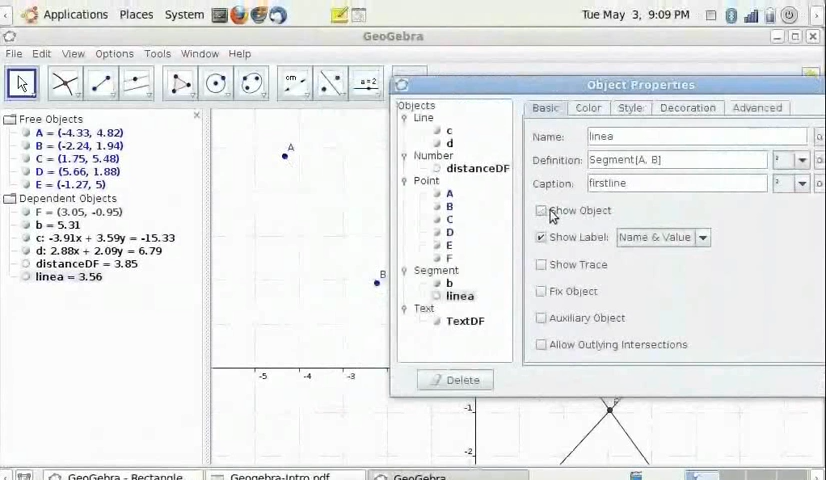 Applications Places System
Tue May 3, 9:09 PM
GeoGebra
File Edit View Options Tools Window Help
cm
a=2
Free Objects
A = (-4.33, 4.82)
B = (-2.24, 1.94)
C = (1.75, 5.48)
D = (5.66, 1.88)
E = (-1.27, 5)
Dependent Objects
F = (3.05, -0.95)
b = 5.31
c: -3.91x + 3.59y = -15.33
d: 2.88x + 2.09y = 6.79
distanceDF = 3.85
linea = 3.56
A
B
-5 -4 -3
-1
-2
Object Properties
Objects
Line
c
d
Number
distanceDF
Point
A
B
C
D
E
F
Segment
b
linea
Text
TextDF
Delete
Basic Color Style Decoration Advanced
Name: linea
Definition: Segment[A, B]
Caption: firstline
Show Object
Show Label: Name & Value
Show Trace
Fix Object
Auxiliary Object
Allow Outlying Intersections
GeoGebra - Rectangle... Geogebra-Intro.pdf GeoGebra